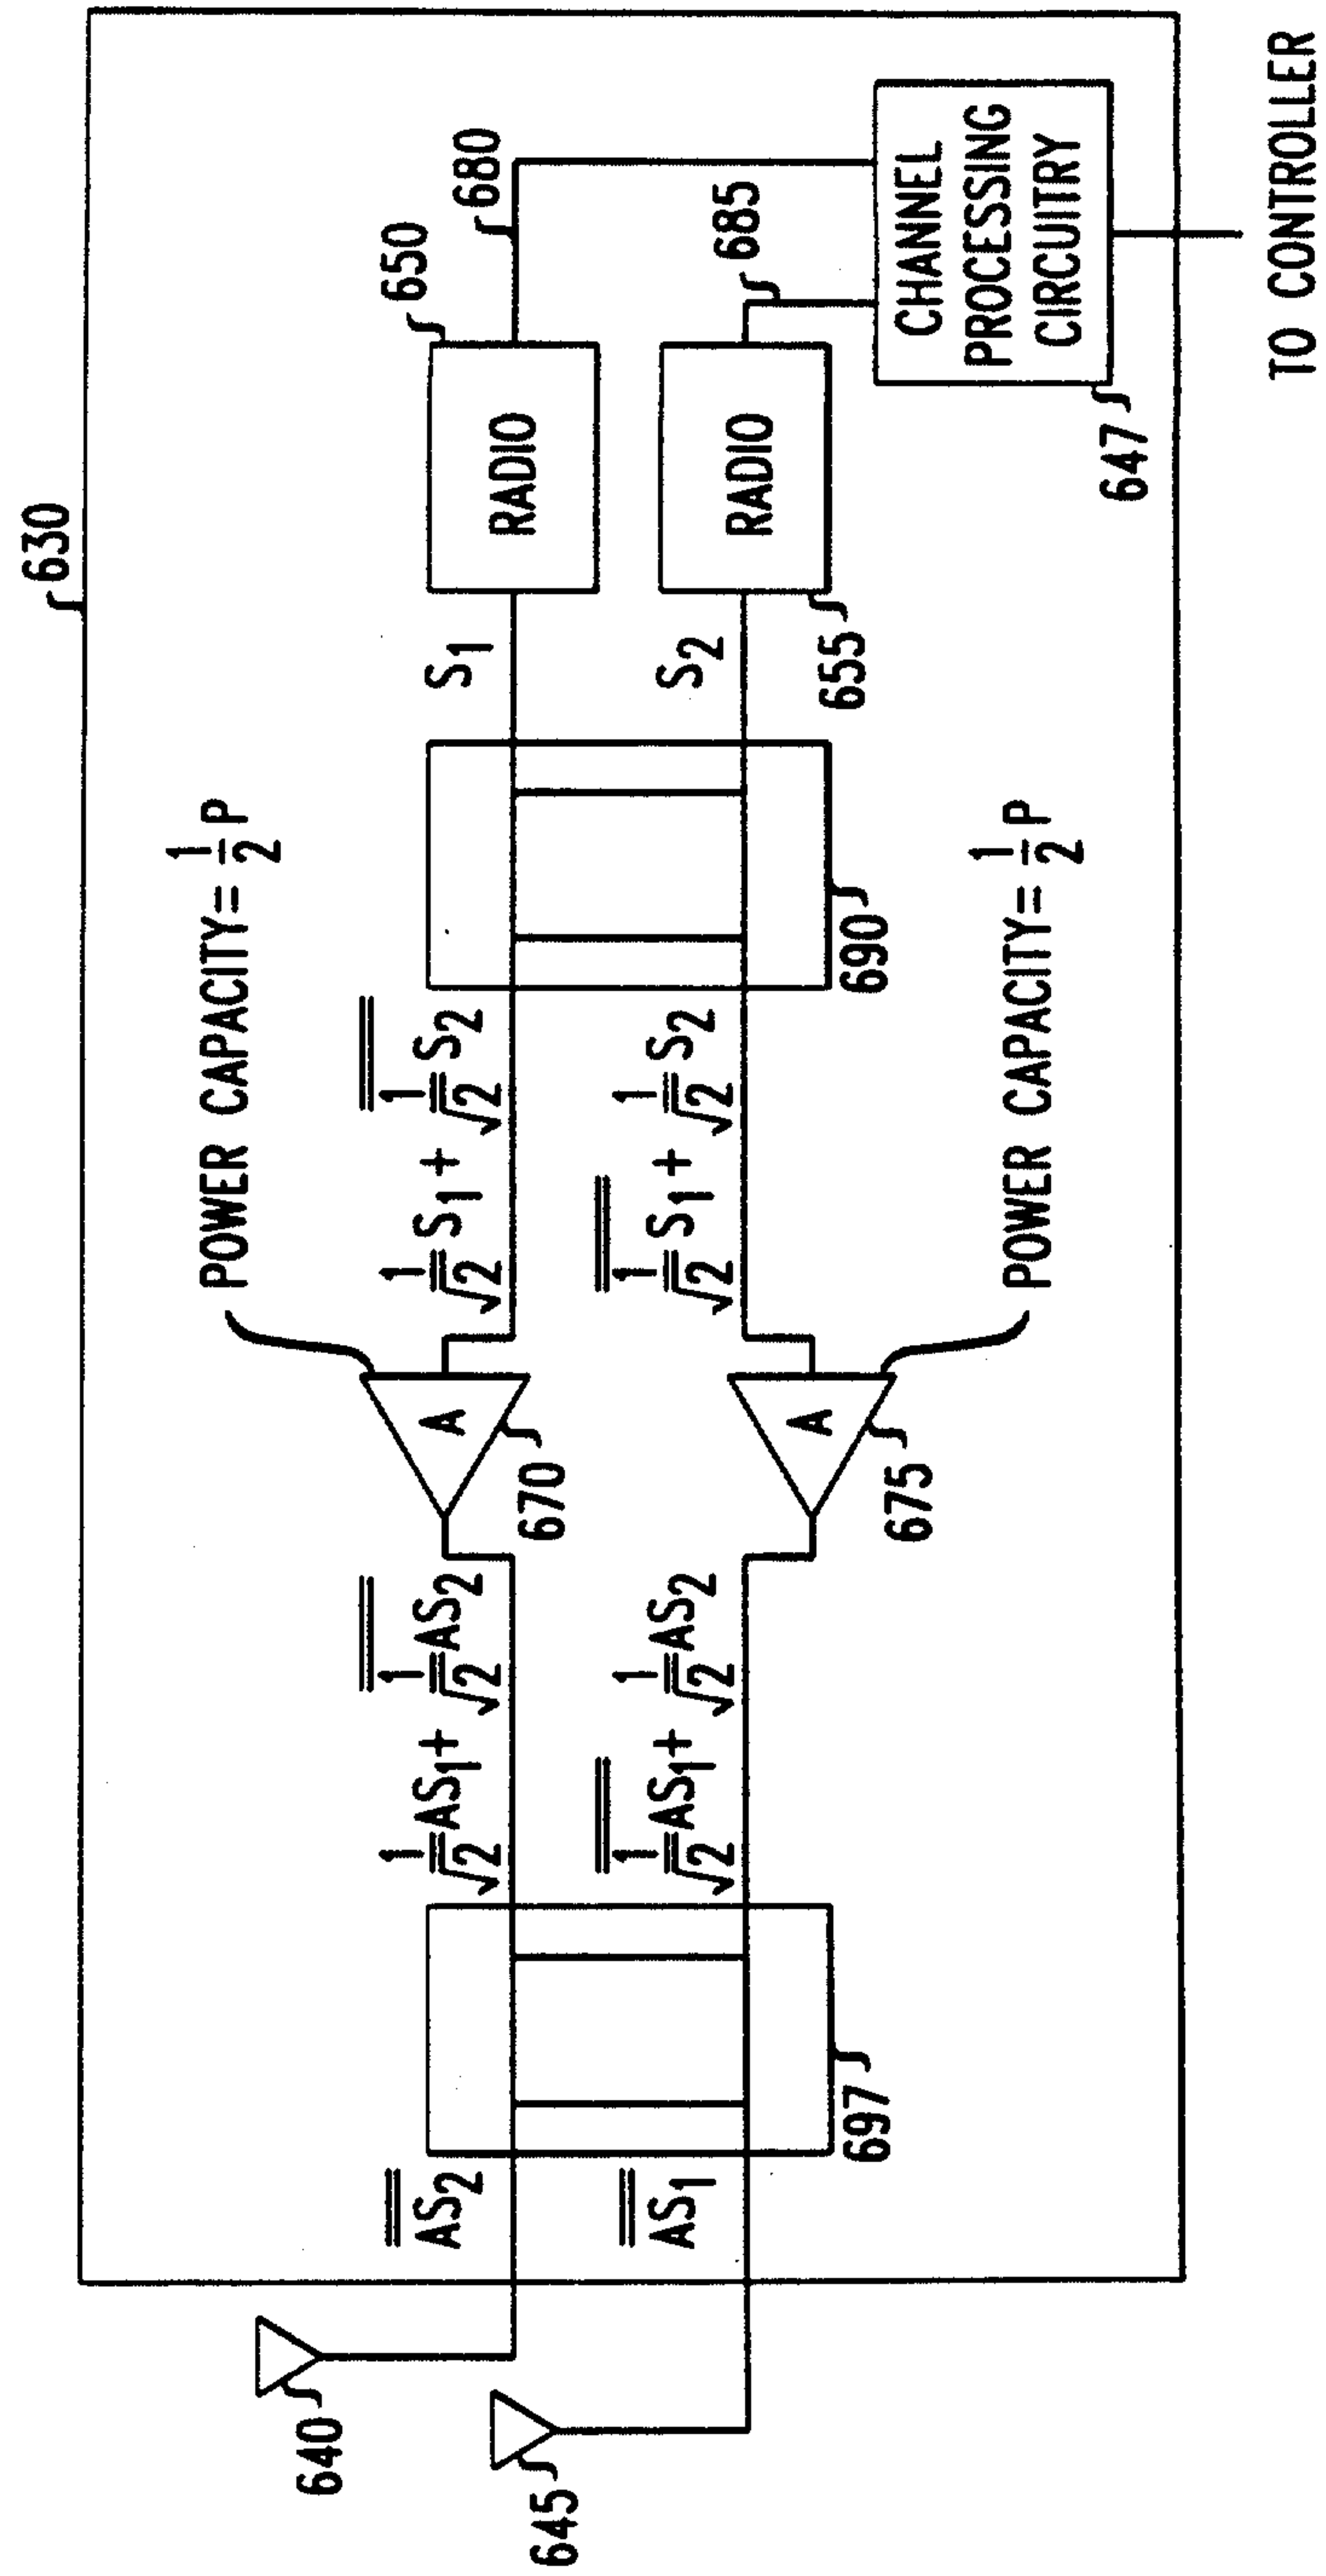 630
640
645
A̿S₂
A̿S₁
697
1/√2 AS₁ + 1̿/√2 AS₂
1̿/√2 AS₁ + 1/√2 AS₂
A
670
A
675
POWER CAPACITY= 1/2 P
POWER CAPACITY= 1/2 P
1/√2 S₁ + 1̿/√2 S₂
1̿/√2 S₁ + 1/√2 S₂
690
S₁
S₂
RADIO
650
RADIO
655
680
685
CHANNEL
PROCESSING
CIRCUITRY
647
TO CONTROLLER